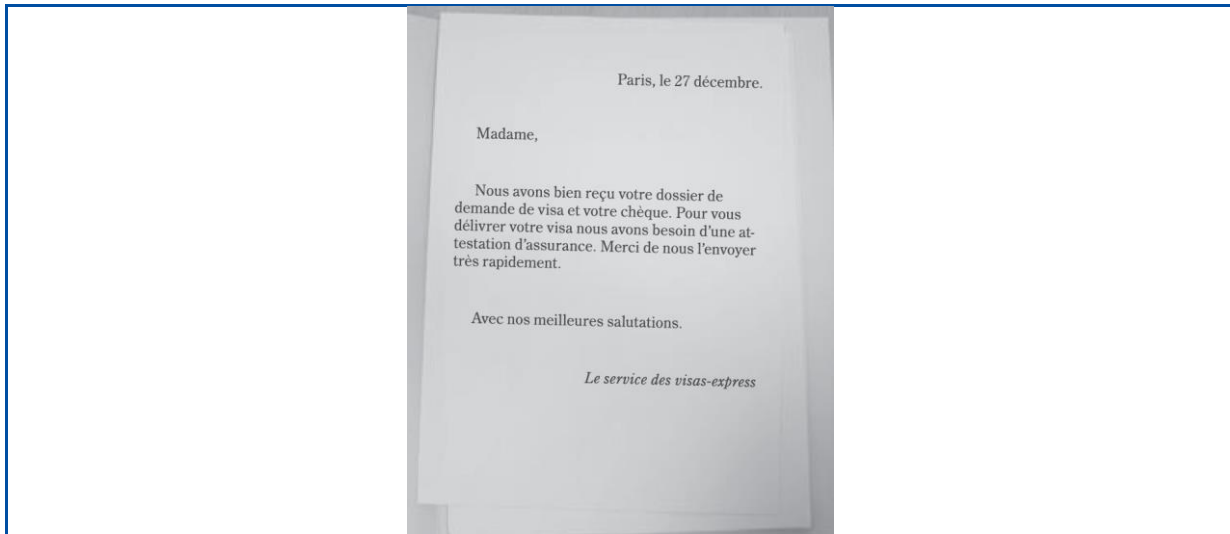 Paris, le 27 décembre.
Madame,
Nous avons bien reçu votre dossier de
demande de visa et votre chèque. Pour vous
délivrer votre visa nous avons besoin d'une at-
testation d'assurance. Merci de nous l'envoyer
très rapidement.
Avec nos meilleures salutations.
Le service des visas-express